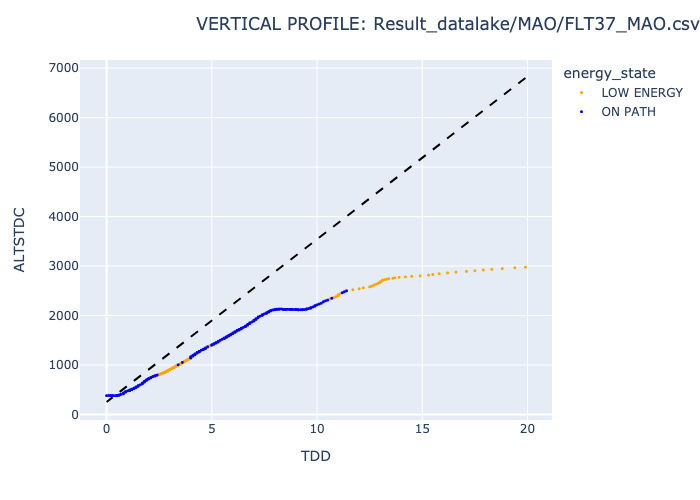 VERTICAL PROFILE: Result_datalake/MAO/FLT37_MAO.csv
energy_state
LOW ENERGY
ON PATH
ALTSTDC
7000
6000
5000
4000
3000
2000
1000
0
0 5 10 15 20
TDD